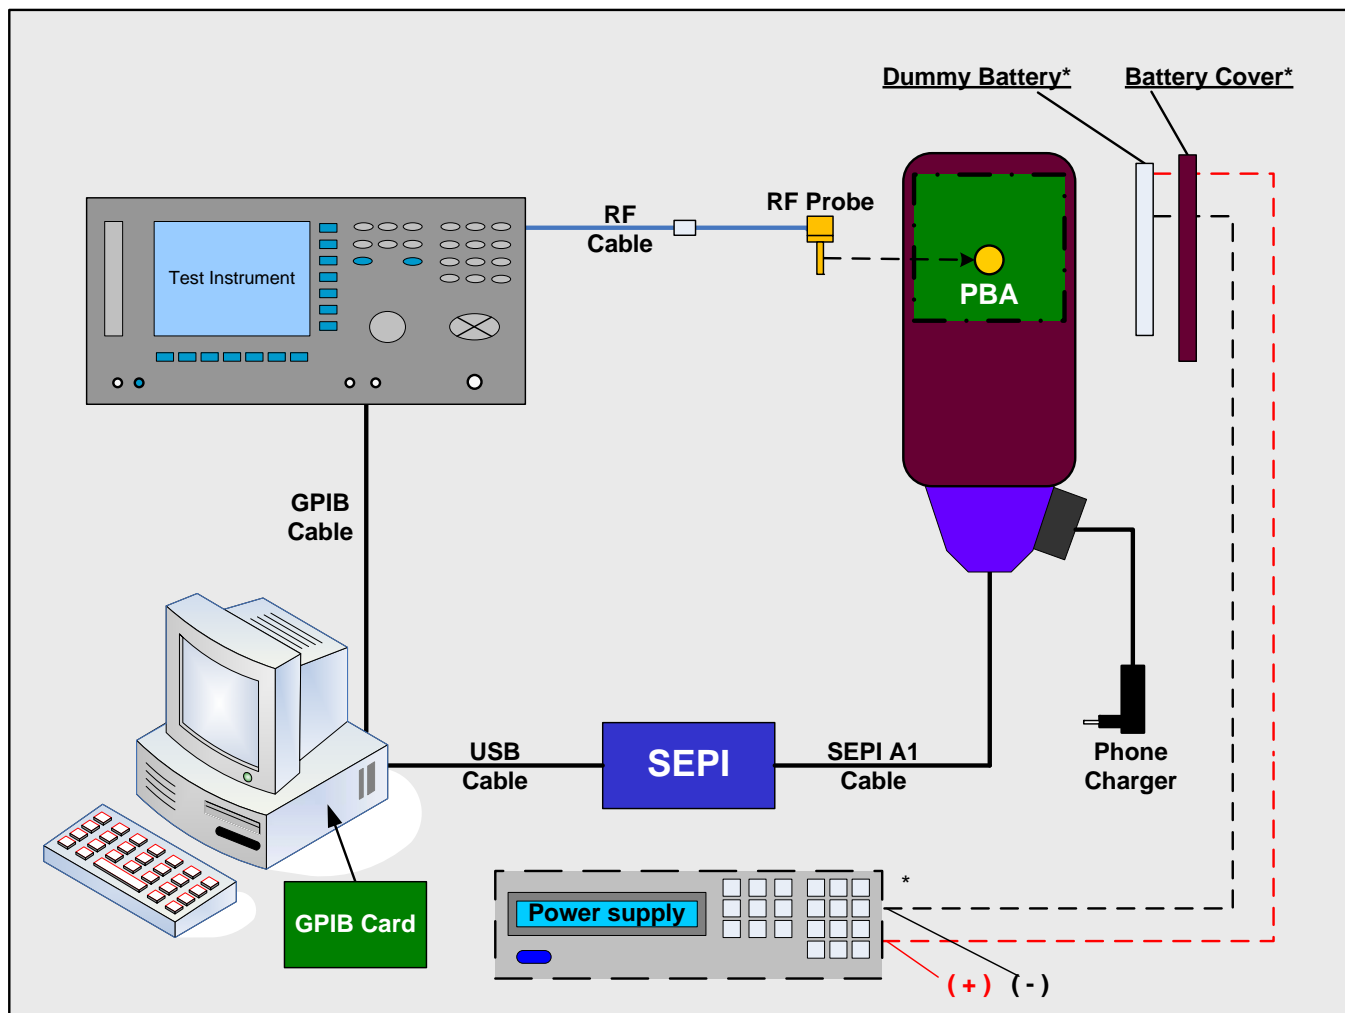 Dummy Battery*
Battery Cover*
RF Probe
RF
Cable
Test Instrument
PBA
GPIB
Cable
USB
Cable
SEPI
SEPI A1
Cable
Phone
Charger
GPIB Card
Power supply
*
( + )
( - )